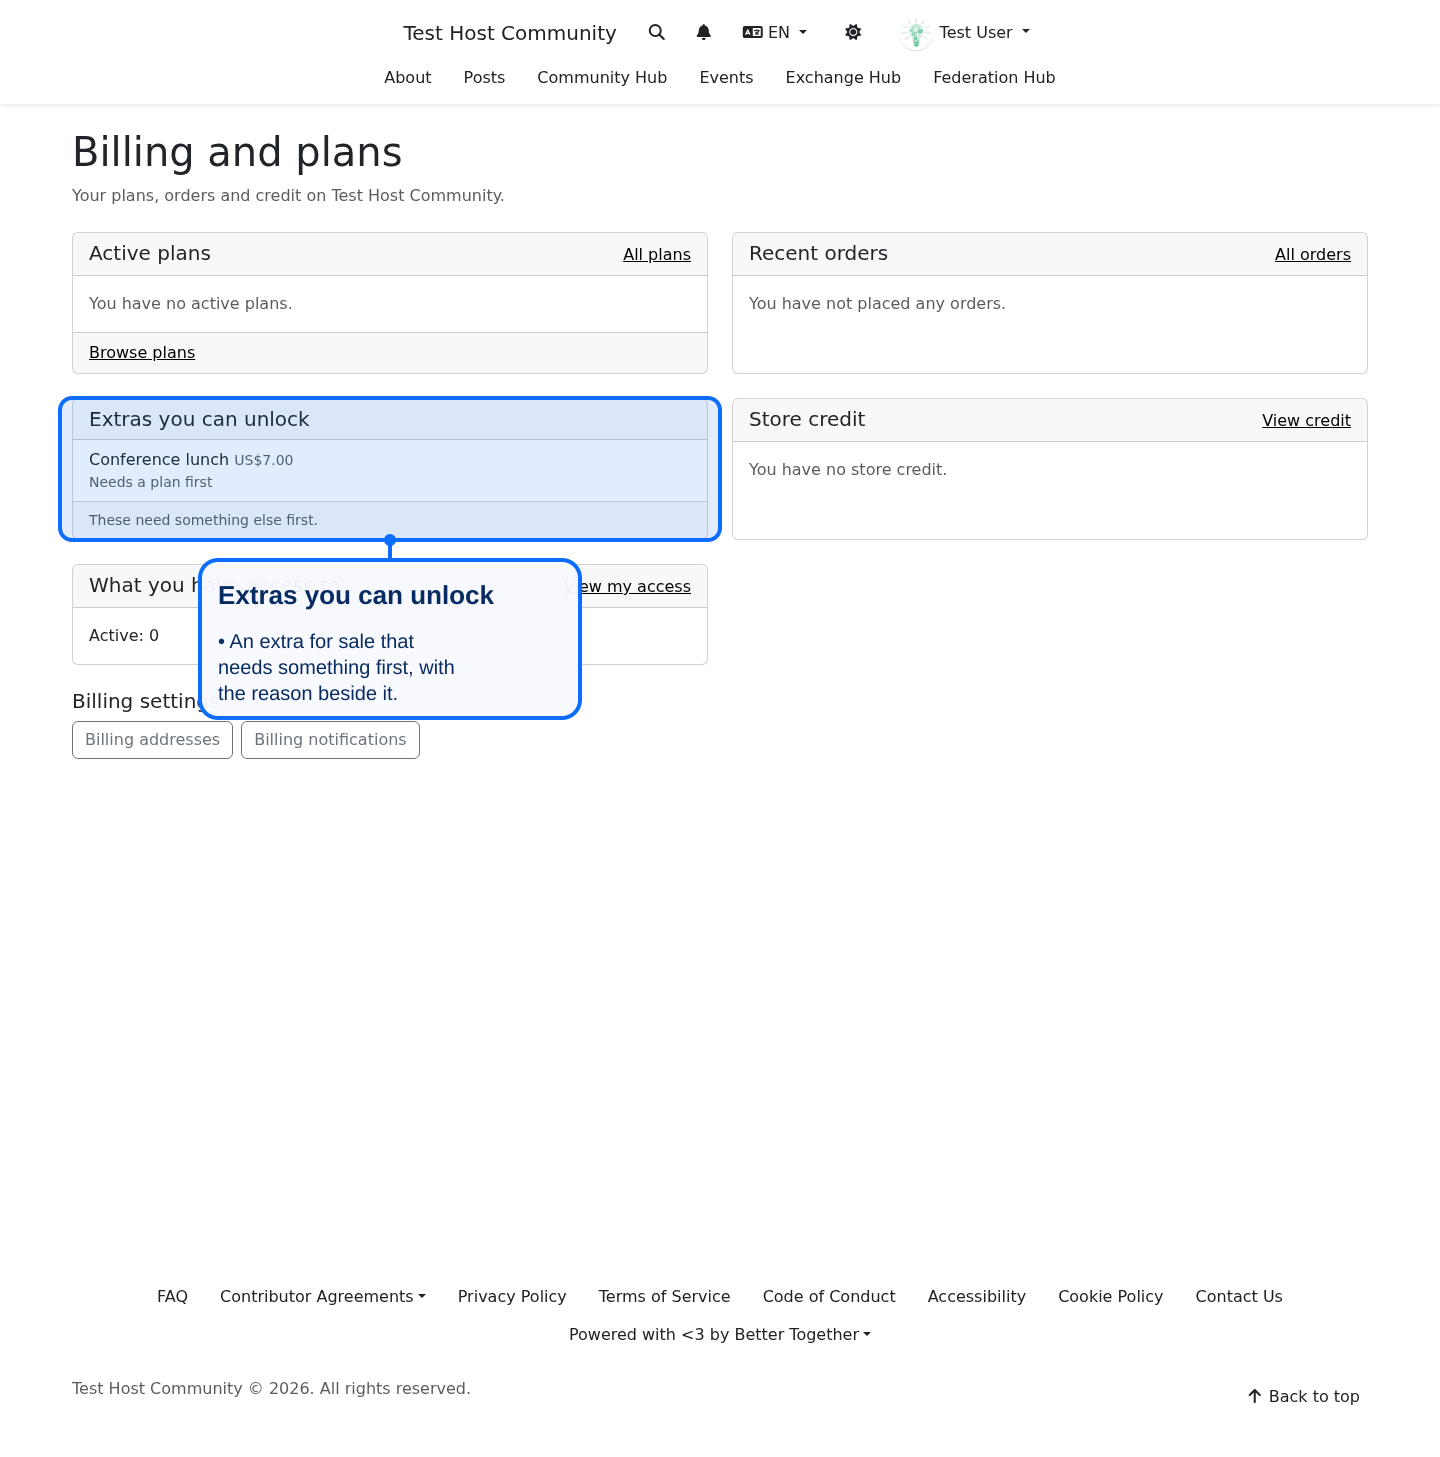 Test Host Community
EN
Test User
About
Posts
Community Hub
Events
Exchange Hub
Federation Hub
Billing and plans
Your plans, orders and credit on Test Host Community.
Active plans
All plans
You have no active plans.
Browse plans
Recent orders
All orders
You have not placed any orders.
Extras you can unlock
Conference lunch US$7.00
Needs a plan first
These need something else first.
Store credit
View credit
You have no store credit.
What you have access to
View my access
Active: 0
Extras you can unlock
• An extra for sale that
needs something first, with
the reason beside it.
Billing settings
Billing addresses
Billing notifications
FAQ
Contributor Agreements
Privacy Policy
Terms of Service
Code of Conduct
Accessibility
Cookie Policy
Contact Us
Powered with <3 by Better Together
Test Host Community © 2026. All rights reserved.
Back to top